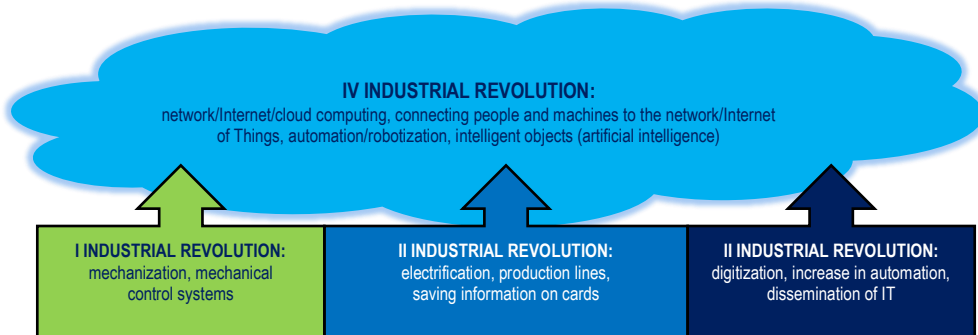 IV INDUSTRIAL REVOLUTION:
network/Internet/cloud computing, connecting people and machines to the network/Internet
of Things, automation/robotization, intelligent objects (artificial intelligence)
I INDUSTRIAL REVOLUTION:
mechanization, mechanical
control systems
II INDUSTRIAL REVOLUTION:
electrification, production lines,
saving information on cards
II INDUSTRIAL REVOLUTION:
digitization, increase in automation,
dissemination of IT